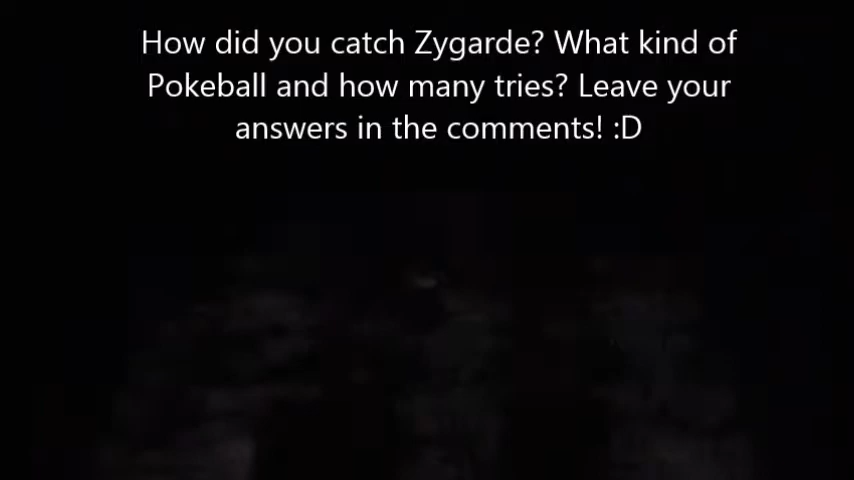 How did you catch Zygarde? What kind of
Pokeball and how many tries? Leave your
answers in the comments! :D